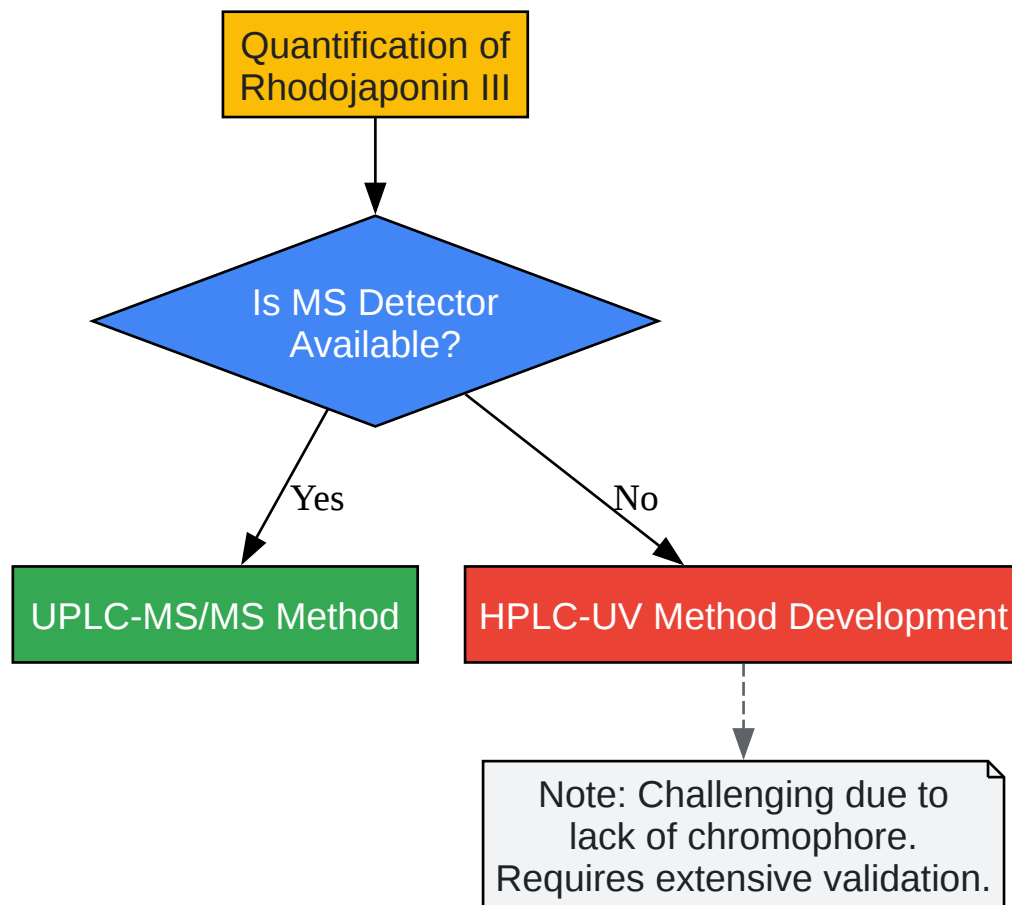 Quantification of
Rhodojaponin III
Is MS Detector
Available?
Yes
No
UPLC-MS/MS Method
HPLC-UV Method Development
Note: Challenging due to
lack of chromophore.
Requires extensive validation.